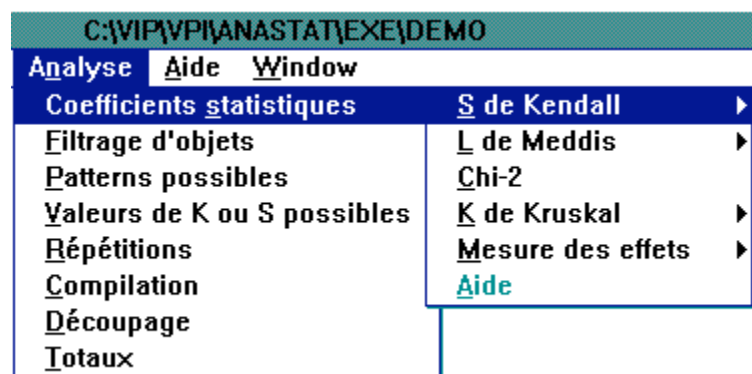 C:\VIP\VPI\ANASTAT\EXE\DEMO
Analyse Aide Window
Coefficients statistiques
Filtrage d'objets
Patterns possibles
Valeurs de K ou S possibles
Répétitions
Compilation
Découpage
Totaux
S de Kendall
L de Meddis
Chi-2
K de Kruskal
Mesure des effets
Aide